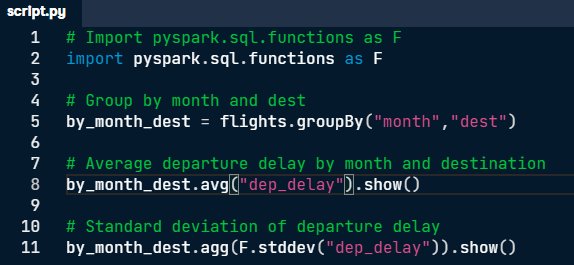 script.py
1 # Import pyspark.sql.functions as F
2 import pyspark.sql.functions as F
3
4 # Group by month and dest
5 by_month_dest = flights.groupBy("month","dest")
6
7 # Average departure delay by month and destination
8 by_month_dest.avg("dep_delay").show()
9
10 # Standard deviation of departure delay
11 by_month_dest.agg(F.stddev("dep_delay")).show()